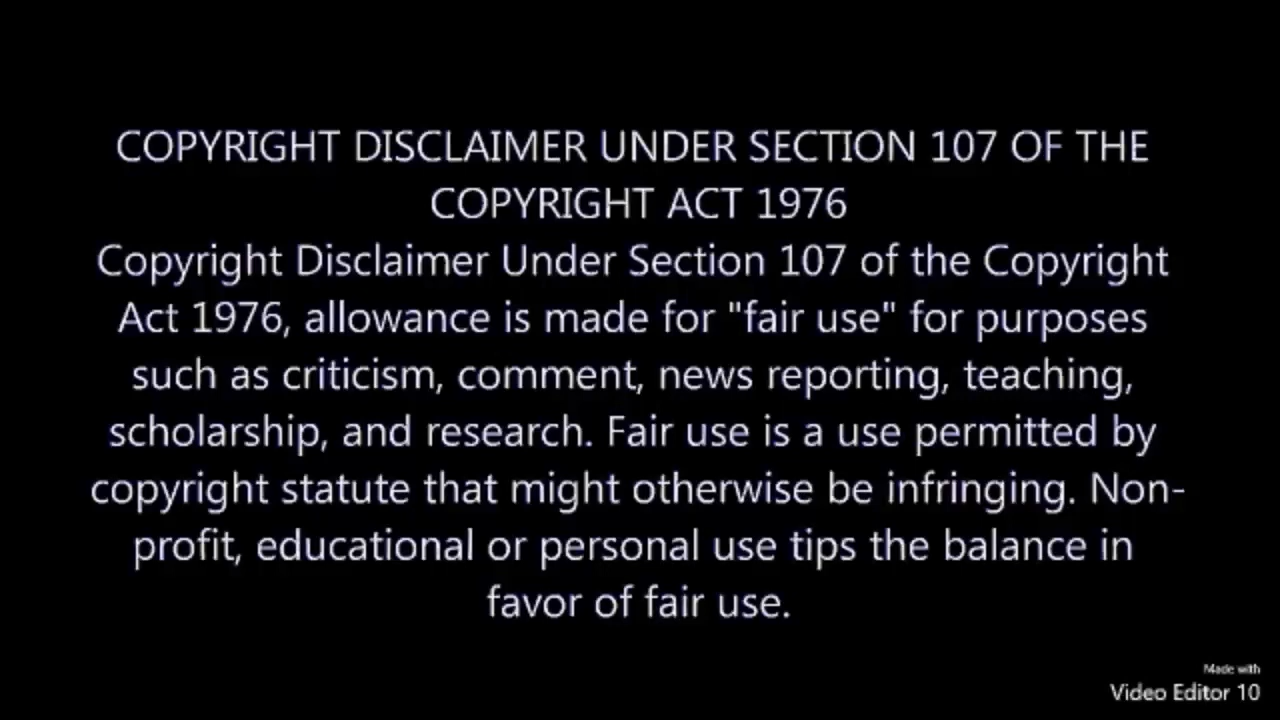 COPYRIGHT DISCLAIMER UNDER SECTION 107 OF THE
COPYRIGHT ACT 1976
Copyright Disclaimer Under Section 107 of the Copyright
Act 1976, allowance is made for "fair use" for purposes
such as criticism, comment, news reporting, teaching,
scholarship, and research. Fair use is a use permitted by
copyright statute that might otherwise be infringing. Non-
profit, educational or personal use tips the balance in
favor of fair use.
Made with
Video Editor 10